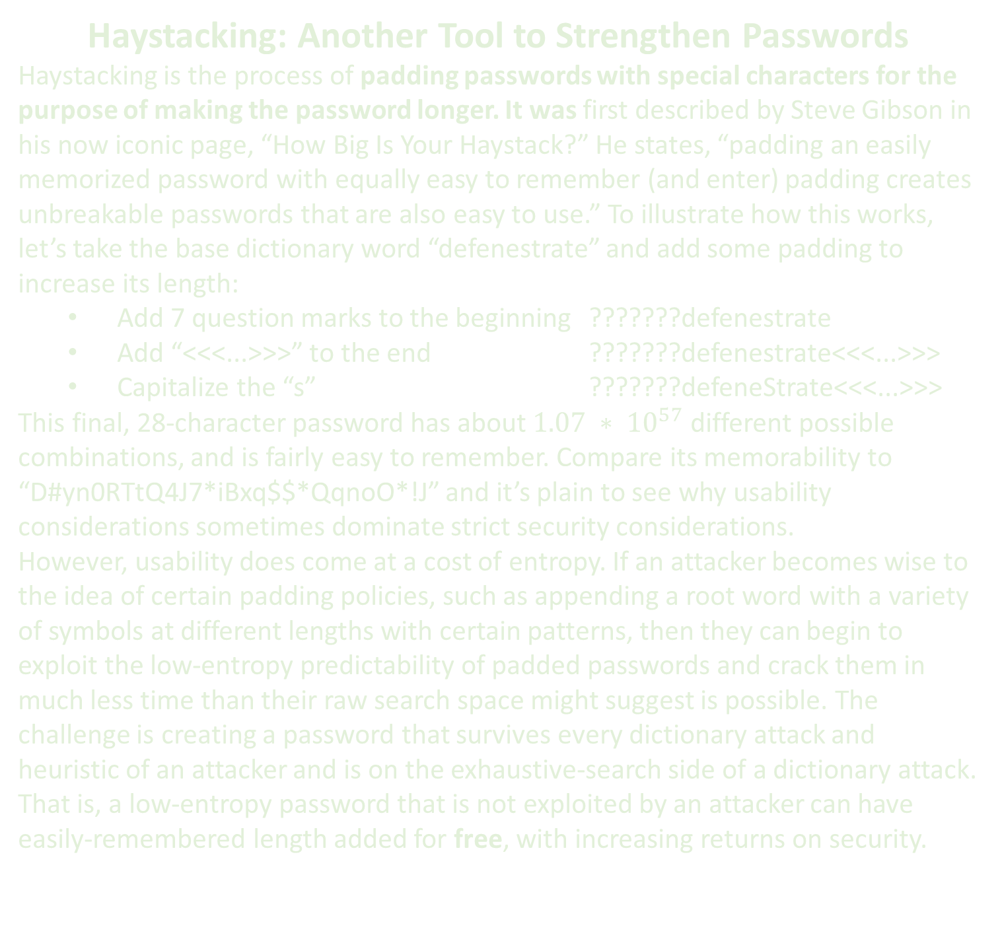 Haystacking: Another Tool to Strengthen Passwords
Haystacking is the process of padding passwords with special characters for the
purpose of making the password longer. It was first described by Steve Gibson in
his now iconic page, “How Big Is Your Haystack?” He states, “padding an easily
memorized password with equally easy to remember (and enter) padding creates
unbreakable passwords that are also easy to use.” To illustrate how this works,
let’s take the base dictionary word “defenestrate” and add some padding to
increase its length:
• Add 7 question marks to the beginning ???????defenestrate
• Add “<<<...>>>” to the end ???????defenestrate<<<...>>>
• Capitalize the “s” ???????defeneStrate<<<...>>>
This final, 28-character password has about 1.07 * 10^57 different possible
combinations, and is fairly easy to remember. Compare its memorability to
“D#yn0RTtQ4J7*iBxq$$*QqnoO*!J” and it’s plain to see why usability
considerations sometimes dominate strict security considerations.
However, usability does come at a cost of entropy. If an attacker becomes wise to
the idea of certain padding policies, such as appending a root word with a variety
of symbols at different lengths with certain patterns, then they can begin to
exploit the low-entropy predictability of padded passwords and crack them in
much less time than their raw search space might suggest is possible. The
challenge is creating a password that survives every dictionary attack and
heuristic of an attacker and is on the exhaustive-search side of a dictionary attack.
That is, a low-entropy password that is not exploited by an attacker can have
easily-remembered length added for free, with increasing returns on security.